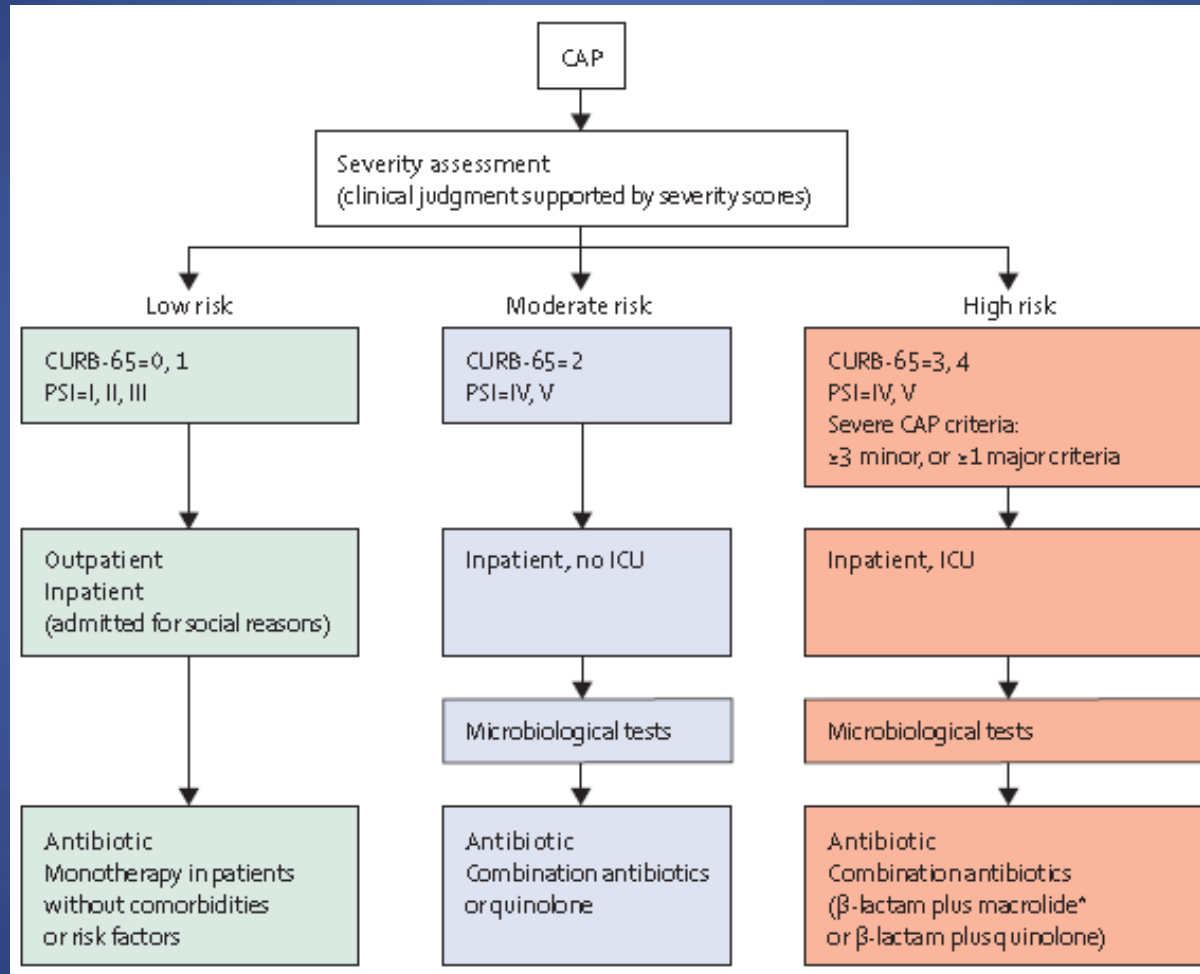 CAP
Severity assessment
(clinical judgment supported by severity scores)
Low risk
CURB-65=0, 1
PSI=I, II, III
Outpatient
Inpatient
(admitted for social reasons)
Antibiotic
Monotherapy in patients
without comorbidities
or risk factors
Moderate risk
CURB-65=2
PSI=IV, V
Inpatient, no ICU
Microbiological tests
Antibiotic
Combination antibiotics
or quinolone
High risk
CURB-65=3, 4
PSI=IV, V
Severe CAP criteria:
≥3 minor, or ≥1 major criteria
Inpatient, ICU
Microbiological tests
Antibiotic
Combination antibiotics
(β-lactam plus macrolide*
or β-lactam plus quinolone)